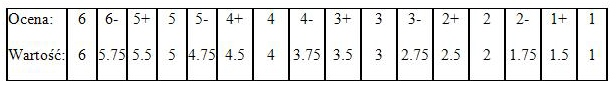 Ocena: 6 6- 5+ 5 5- 4+ 4 4- 3+ 3 3- 2+ 2 2- 1+ 1
Wartość: 6 5.75 5.5 5 4.75 4.5 4 3.75 3.5 3 2.75 2.5 2 1.75 1.5 1